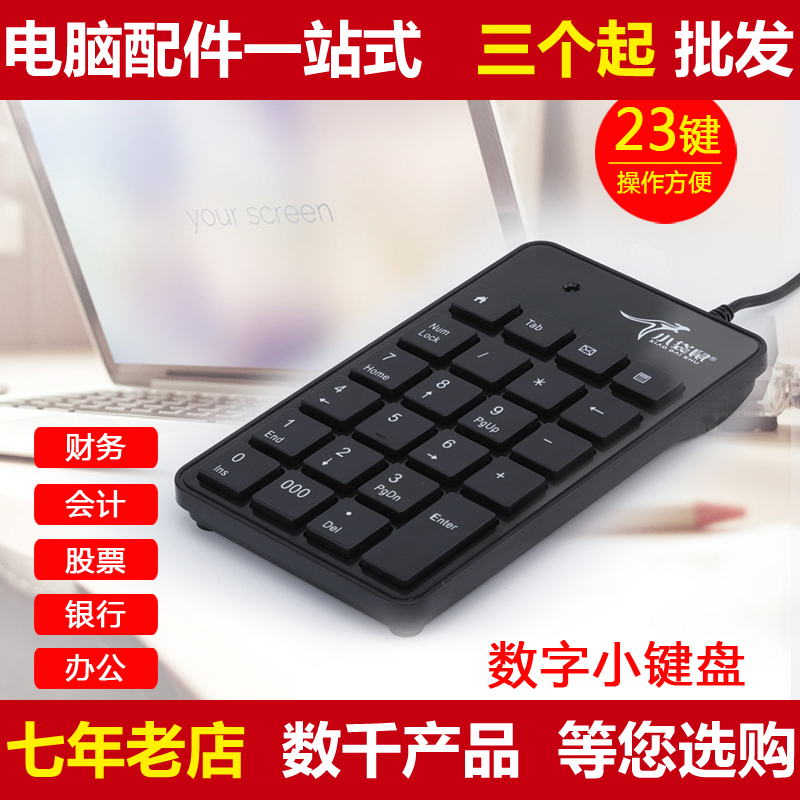 电脑配件一站式 三个起 批发
23键
操作方便
your screen
小袋鼠®
XIAO DAI SHU
Tab
Num Lock
/
*
←
7 Home
8 ↑
9 PgUp
−
4 ←
5
6 →
+
1 End
2 ↓
3 PgDn
Enter
0 Ins
000
. Del
财务
会计
股票
银行
办公
数字小键盘
七年老店 数千产品 等您选购